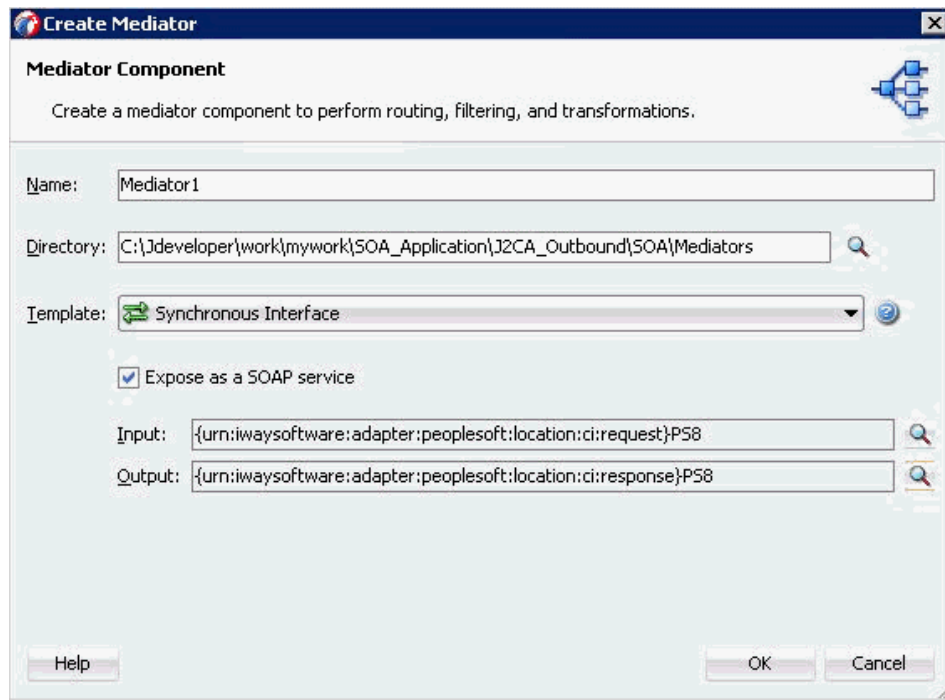 Create Mediator
Mediator Component
Create a mediator component to perform routing, filtering, and transformations.
Name: Mediator1
Directory: C:\Jdeveloper\work\mywork\SOA_Application\J2CA_Outbound\SOA\Mediators
Template: Synchronous Interface
Expose as a SOAP service
Input: {urn:iwaysoftware:adapter:peoplesoft:location:ci:request}PS8
Output: {urn:iwaysoftware:adapter:peoplesoft:location:ci:response}PS8
Help OK Cancel